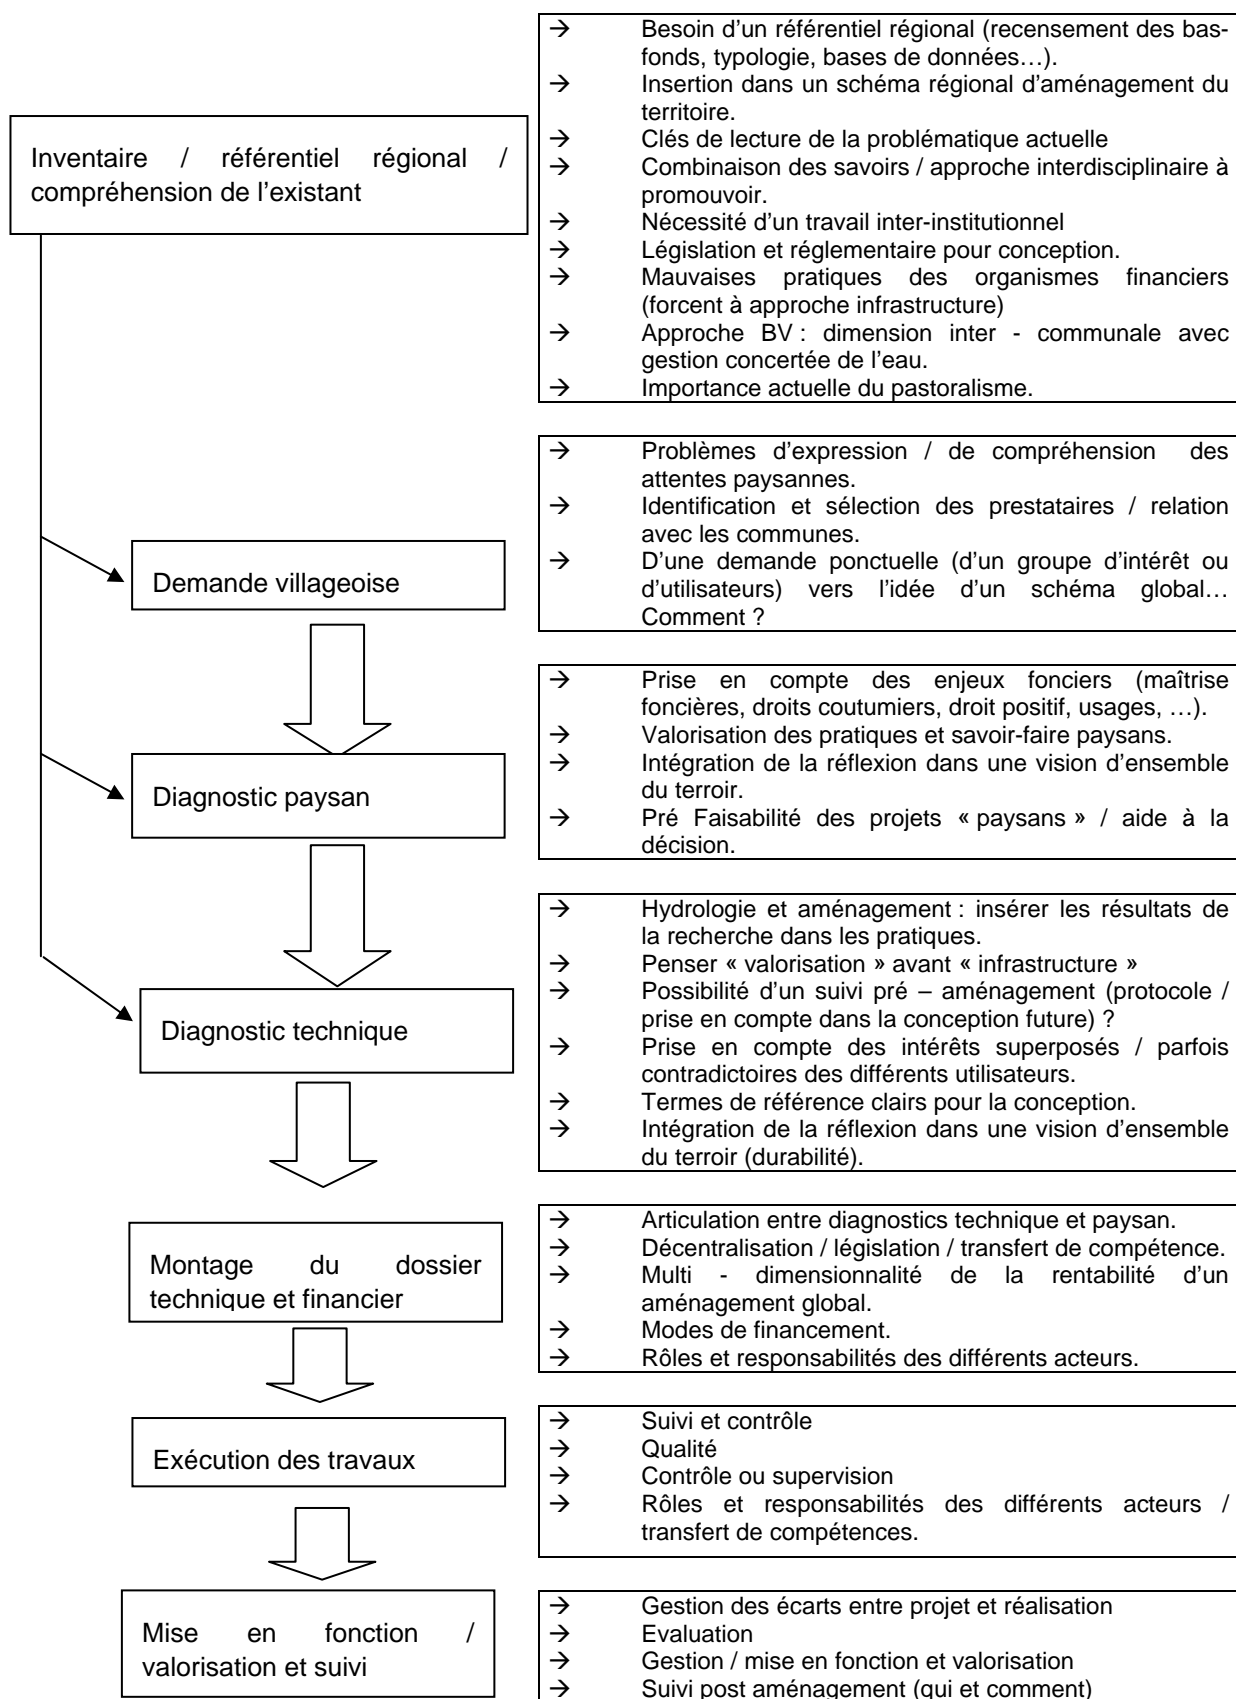 Inventaire / référentiel régional /
compréhension de l'existant
→ Besoin d'un référentiel régional (recensement des bas-
fonds, typologie, bases de données…).
→ Insertion dans un schéma régional d'aménagement du
territoire.
→ Clés de lecture de la problématique actuelle
→ Combinaison des savoirs / approche interdisciplinaire à
promouvoir.
→ Nécessité d'un travail inter-institutionnel
→ Législation et réglementaire pour conception.
→ Mauvaises pratiques des organismes financiers
(forcent à approche infrastructure)
→ Approche BV : dimension inter - communale avec
gestion concertée de l'eau.
→ Importance actuelle du pastoralisme.
Demande villageoise
→ Problèmes d'expression / de compréhension des
attentes paysannes.
→ Identification et sélection des prestataires / relation
avec les communes.
→ D'une demande ponctuelle (d'un groupe d'intérêt ou
d'utilisateurs) vers l'idée d'un schéma global…
Comment ?
Diagnostic paysan
→ Prise en compte des enjeux fonciers (maîtrise
foncières, droits coutumiers, droit positif, usages, …).
→ Valorisation des pratiques et savoir-faire paysans.
→ Intégration de la réflexion dans une vision d'ensemble
du terroir.
→ Pré Faisabilité des projets « paysans » / aide à la
décision.
Diagnostic technique
→ Hydrologie et aménagement : insérer les résultats de
la recherche dans les pratiques.
→ Penser « valorisation » avant « infrastructure »
→ Possibilité d'un suivi pré – aménagement (protocole /
prise en compte dans la conception future) ?
→ Prise en compte des intérêts superposés / parfois
contradictoires des différents utilisateurs.
→ Termes de référence clairs pour la conception.
→ Intégration de la réflexion dans une vision d'ensemble
du terroir (durabilité).
Montage du dossier
technique et financier
→ Articulation entre diagnostics technique et paysan.
→ Décentralisation / législation / transfert de compétence.
→ Multi - dimensionnalité de la rentabilité d'un
aménagement global.
→ Modes de financement.
→ Rôles et responsabilités des différents acteurs.
Exécution des travaux
→ Suivi et contrôle
→ Qualité
→ Contrôle ou supervision
→ Rôles et responsabilités des différents acteurs /
transfert de compétences.
Mise en fonction /
valorisation et suivi
→ Gestion des écarts entre projet et réalisation
→ Evaluation
→ Gestion / mise en fonction et valorisation
→ Suivi post aménagement (qui et comment)